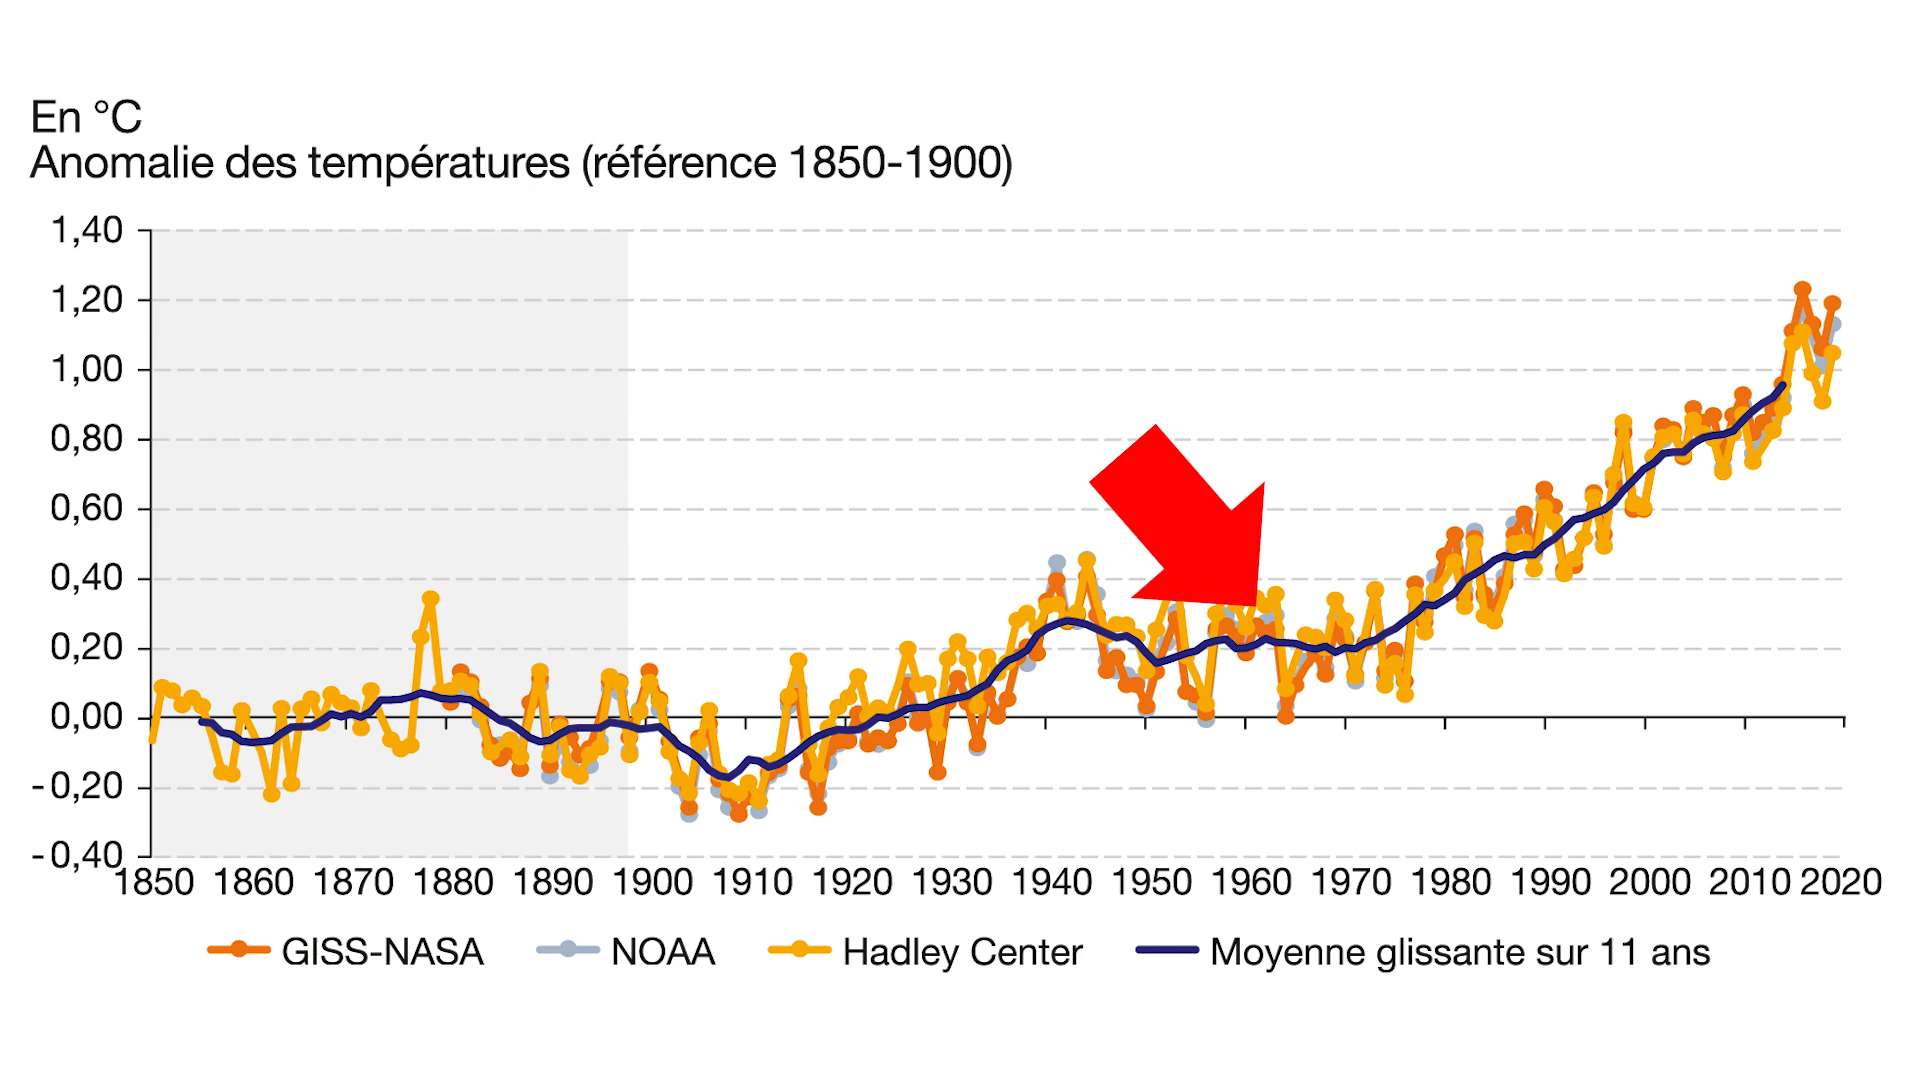 En °C
Anomalie des températures (référence 1850-1900)
1,40
1,20
1,00
0,80
0,60
0,40
0,20
0,00
-0,20
-0,40
1850 1860 1870 1880 1890 1900 1910 1920 1930 1940 1950 1960 1970 1980 1990 2000 2010 2020
GISS-NASA NOAA Hadley Center Moyenne glissante sur 11 ans